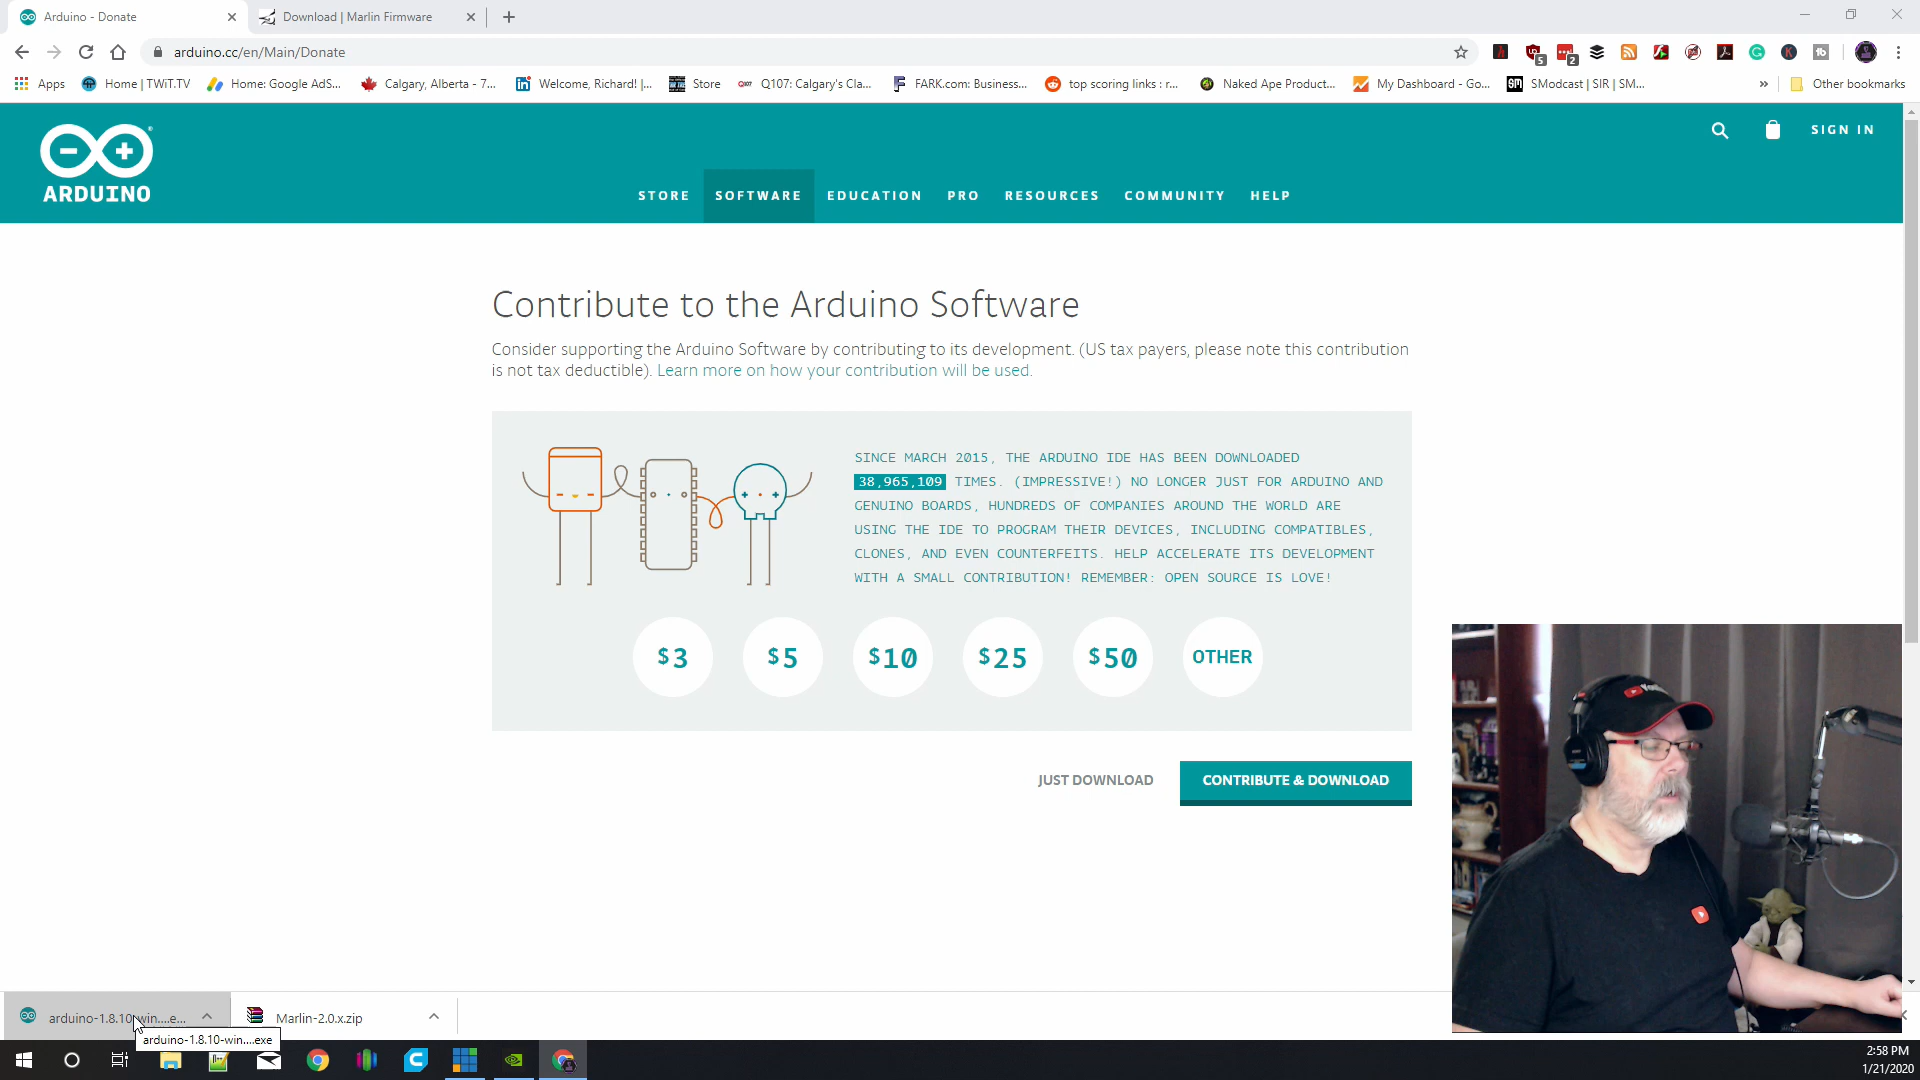 Arduino - Donate
Download | Marlin Firmware
arduino.cc/en/Main/Donate
5
2
Apps
Home | TWiT.TV
Home: Google AdS...
Calgary, Alberta - 7...
Welcome, Richard! |...
Store
Q107: Calgary's Cla...
FARK.com: Business...
top scoring links : r...
Naked Ape Product...
My Dashboard - Go...
SModcast | SIR | SM...
Other bookmarks
ARDUINO
SIGN IN
STORE
SOFTWARE
EDUCATION
PRO
RESOURCES
COMMUNITY
HELP
Contribute to the Arduino Software
Consider supporting the Arduino Software by contributing to its development. (US tax payers, please note this contribution
is not tax deductible). Learn more on how your contribution will be used.
SINCE MARCH 2015, THE ARDUINO IDE HAS BEEN DOWNLOADED
38,965,109 TIMES. (IMPRESSIVE!) NO LONGER JUST FOR ARDUINO AND
GENUINO BOARDS, HUNDREDS OF COMPANIES AROUND THE WORLD ARE
USING THE IDE TO PROGRAM THEIR DEVICES, INCLUDING COMPATIBLES,
CLONES, AND EVEN COUNTERFEITS. HELP ACCELERATE ITS DEVELOPMENT
WITH A SMALL CONTRIBUTION! REMEMBER: OPEN SOURCE IS LOVE!
$3
$5
$10
$25
$50
OTHER
JUST DOWNLOAD
CONTRIBUTE & DOWNLOAD
arduino-1.8.10-win....e...
Marlin-2.0.x.zip
arduino-1.8.10-win....exe
2:58 PM
1/21/2020